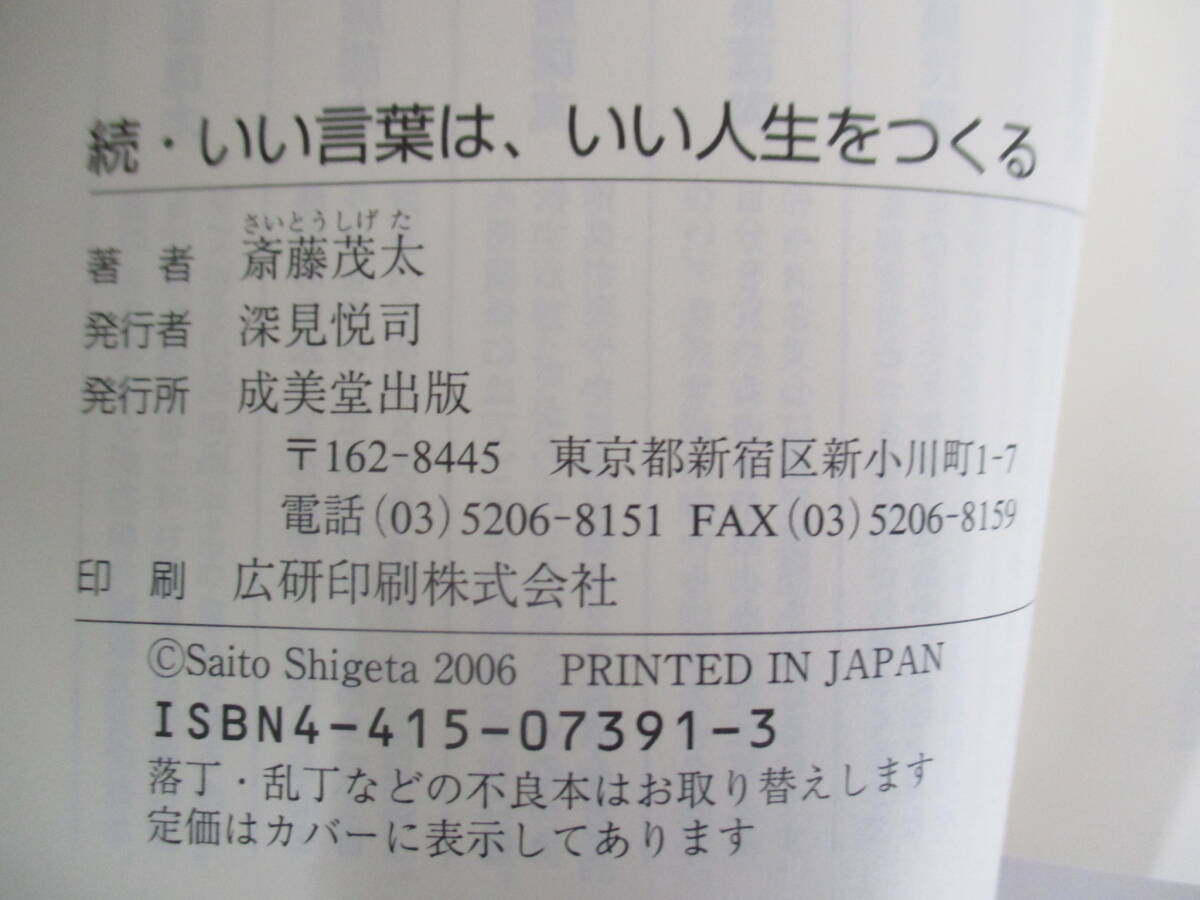 続・いい言葉は、いい人生をつくる
さいとうしげ た
著　者　斎藤茂太
発行者　深見悦司
発行所　成美堂出版
〒162-8445　東京都新宿区新小川町1-7
電話(03)5206-8151 FAX(03)5206-8159
印　刷　広研印刷株式会社
©Saito Shigeta 2006　PRINTED IN JAPAN
ISBN4-415-07391-3
落丁・乱丁などの不良本はお取り替えします
定価はカバーに表示してあります